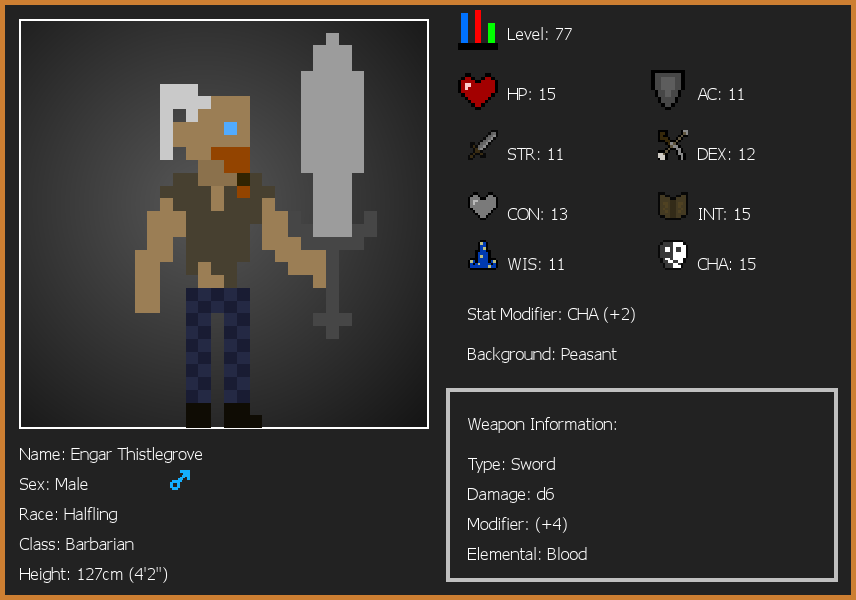 Level: 77
HP: 15
AC: 11
STR: 11
DEX: 12
CON: 13
INT: 15
WIS: 11
CHA: 15
Stat Modifier: CHA (+2)
Background: Peasant
Weapon Information:
Type: Sword
Damage: d6
Modifier: (+4)
Elemental: Blood
Name: Engar Thistlegrove
Sex: Male
Race: Halfling
Class: Barbarian
Height: 127cm (4'2")